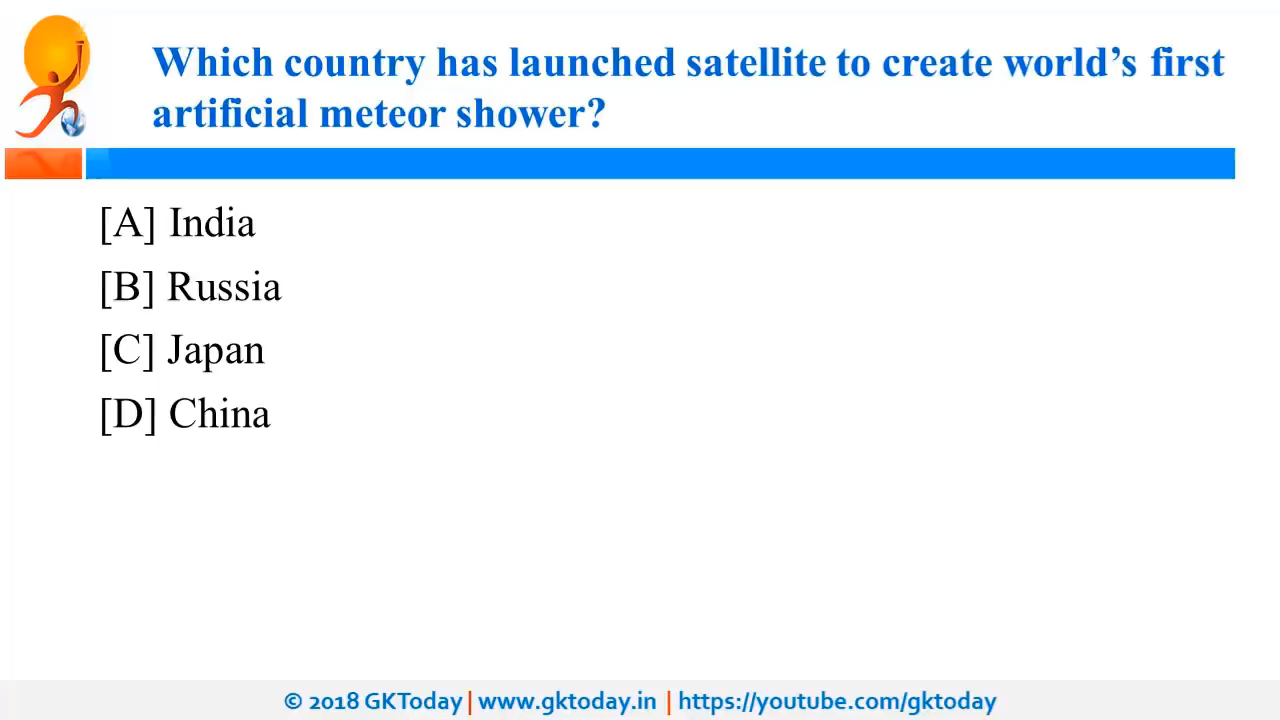 Which country has launched satellite to create world’s first
artificial meteor shower?
[A] India
[B] Russia
[C] Japan
[D] China
© 2018 GKToday | www.gktoday.in | https://youtube.com/gktoday